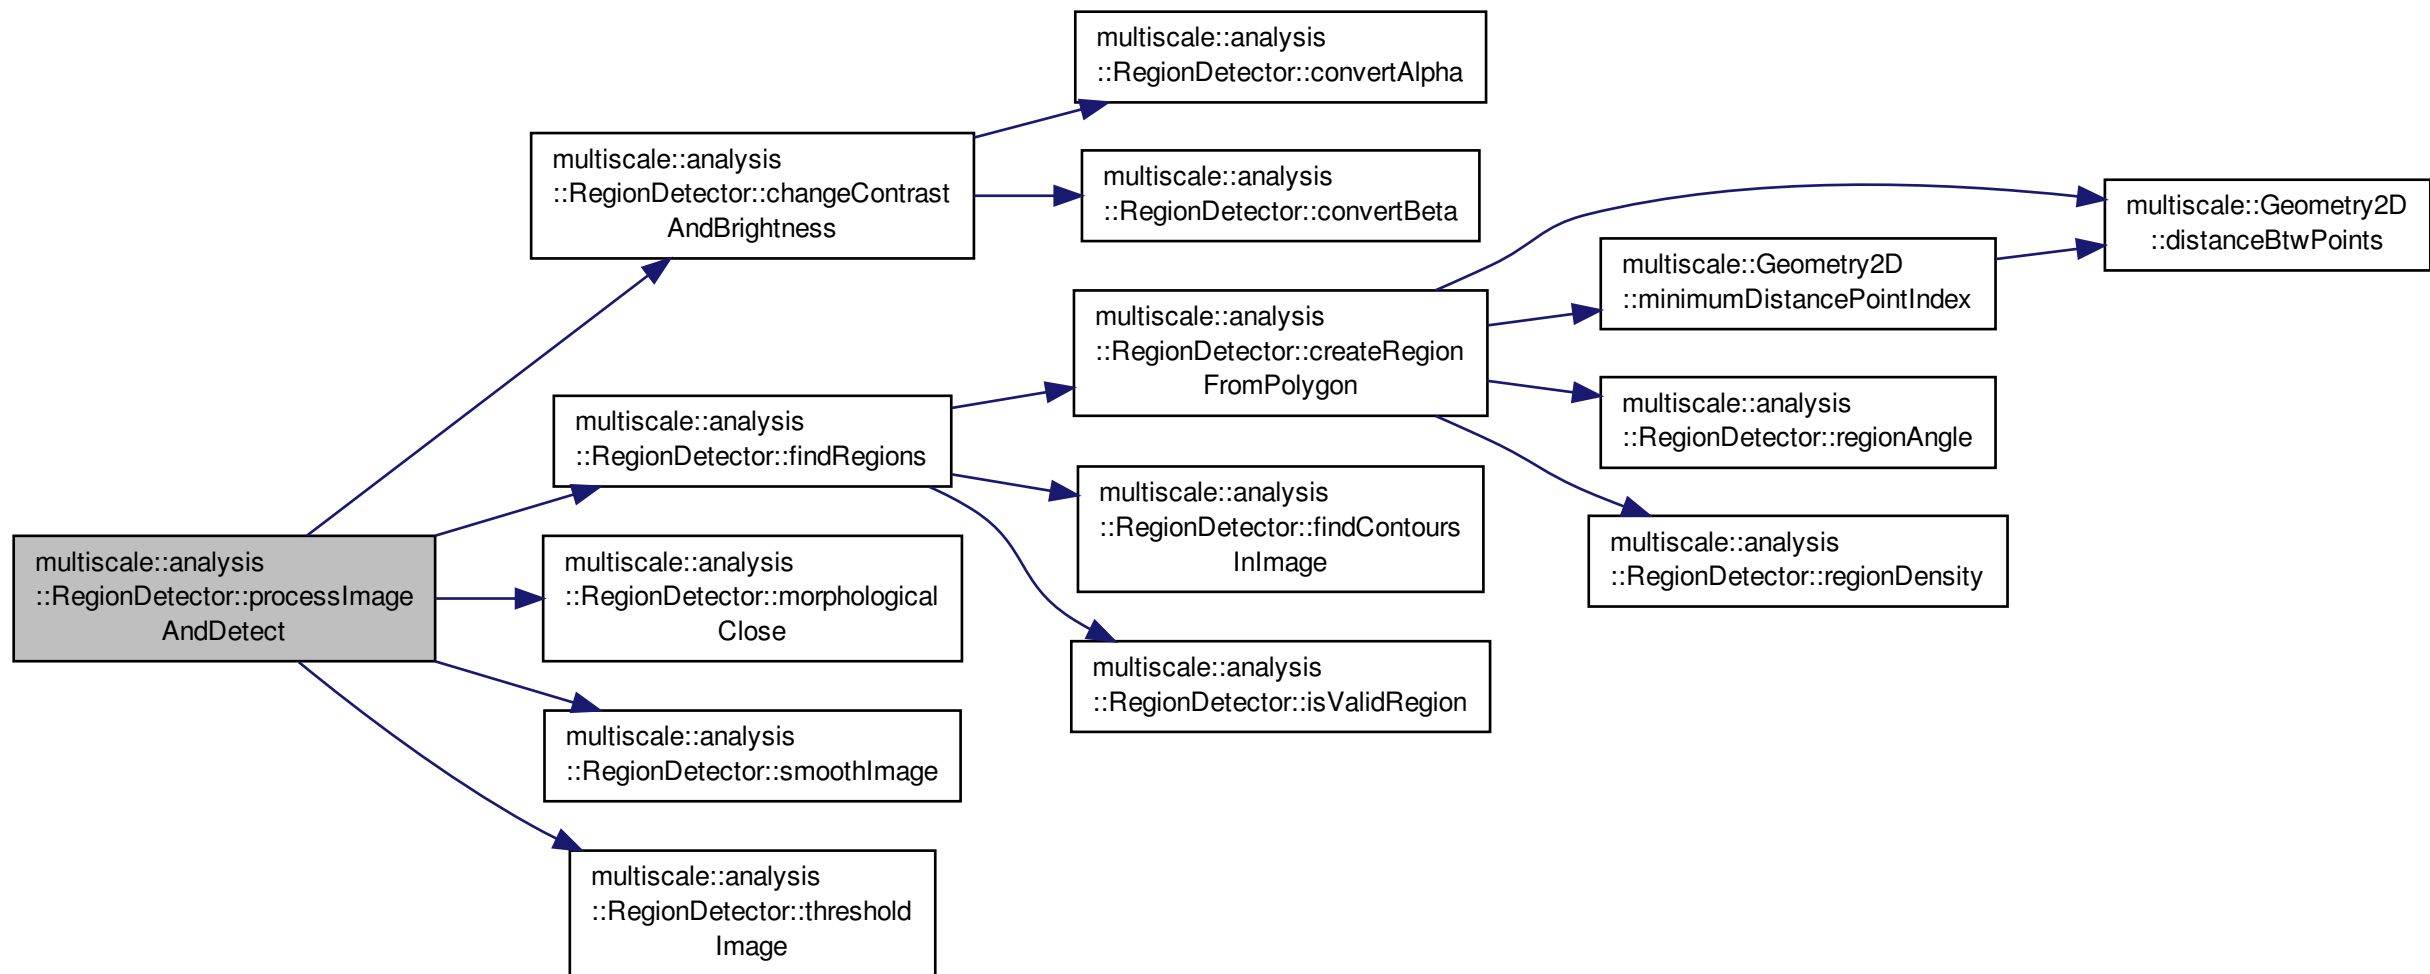 multiscale::analysis
::RegionDetector::processImage
AndDetect
multiscale::analysis
::RegionDetector::changeContrast
AndBrightness
multiscale::analysis
::RegionDetector::findRegions
multiscale::analysis
::RegionDetector::morphological
Close
multiscale::analysis
::RegionDetector::smoothImage
multiscale::analysis
::RegionDetector::threshold
Image
multiscale::analysis
::RegionDetector::convertAlpha
multiscale::analysis
::RegionDetector::convertBeta
multiscale::analysis
::RegionDetector::createRegion
FromPolygon
multiscale::analysis
::RegionDetector::findContours
InImage
multiscale::analysis
::RegionDetector::isValidRegion
multiscale::Geometry2D
::minimumDistancePointIndex
multiscale::analysis
::RegionDetector::regionAngle
multiscale::analysis
::RegionDetector::regionDensity
multiscale::Geometry2D
::distanceBtwPoints